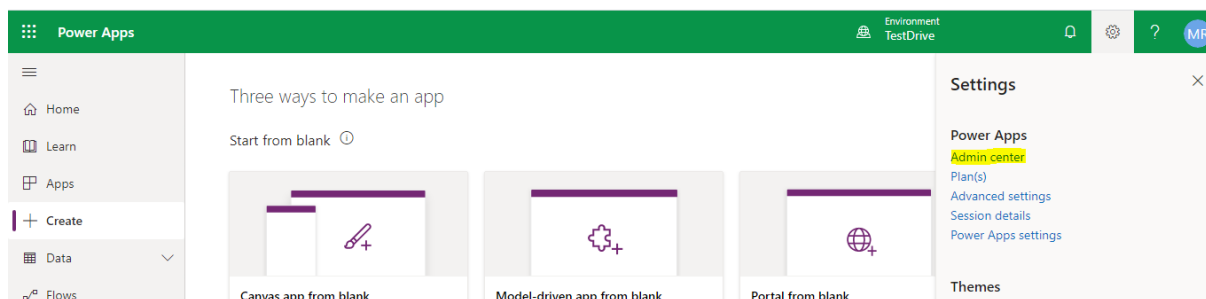 Power Apps
Environment
TestDrive
?
MR
Home
Learn
Apps
Create
Data
Flows
Three ways to make an app
Start from blank
Canvas app from blank
Model-driven app from blank
Portal from blank
Settings
Power Apps
Admin center
Plan(s)
Advanced settings
Session details
Power Apps settings
Themes